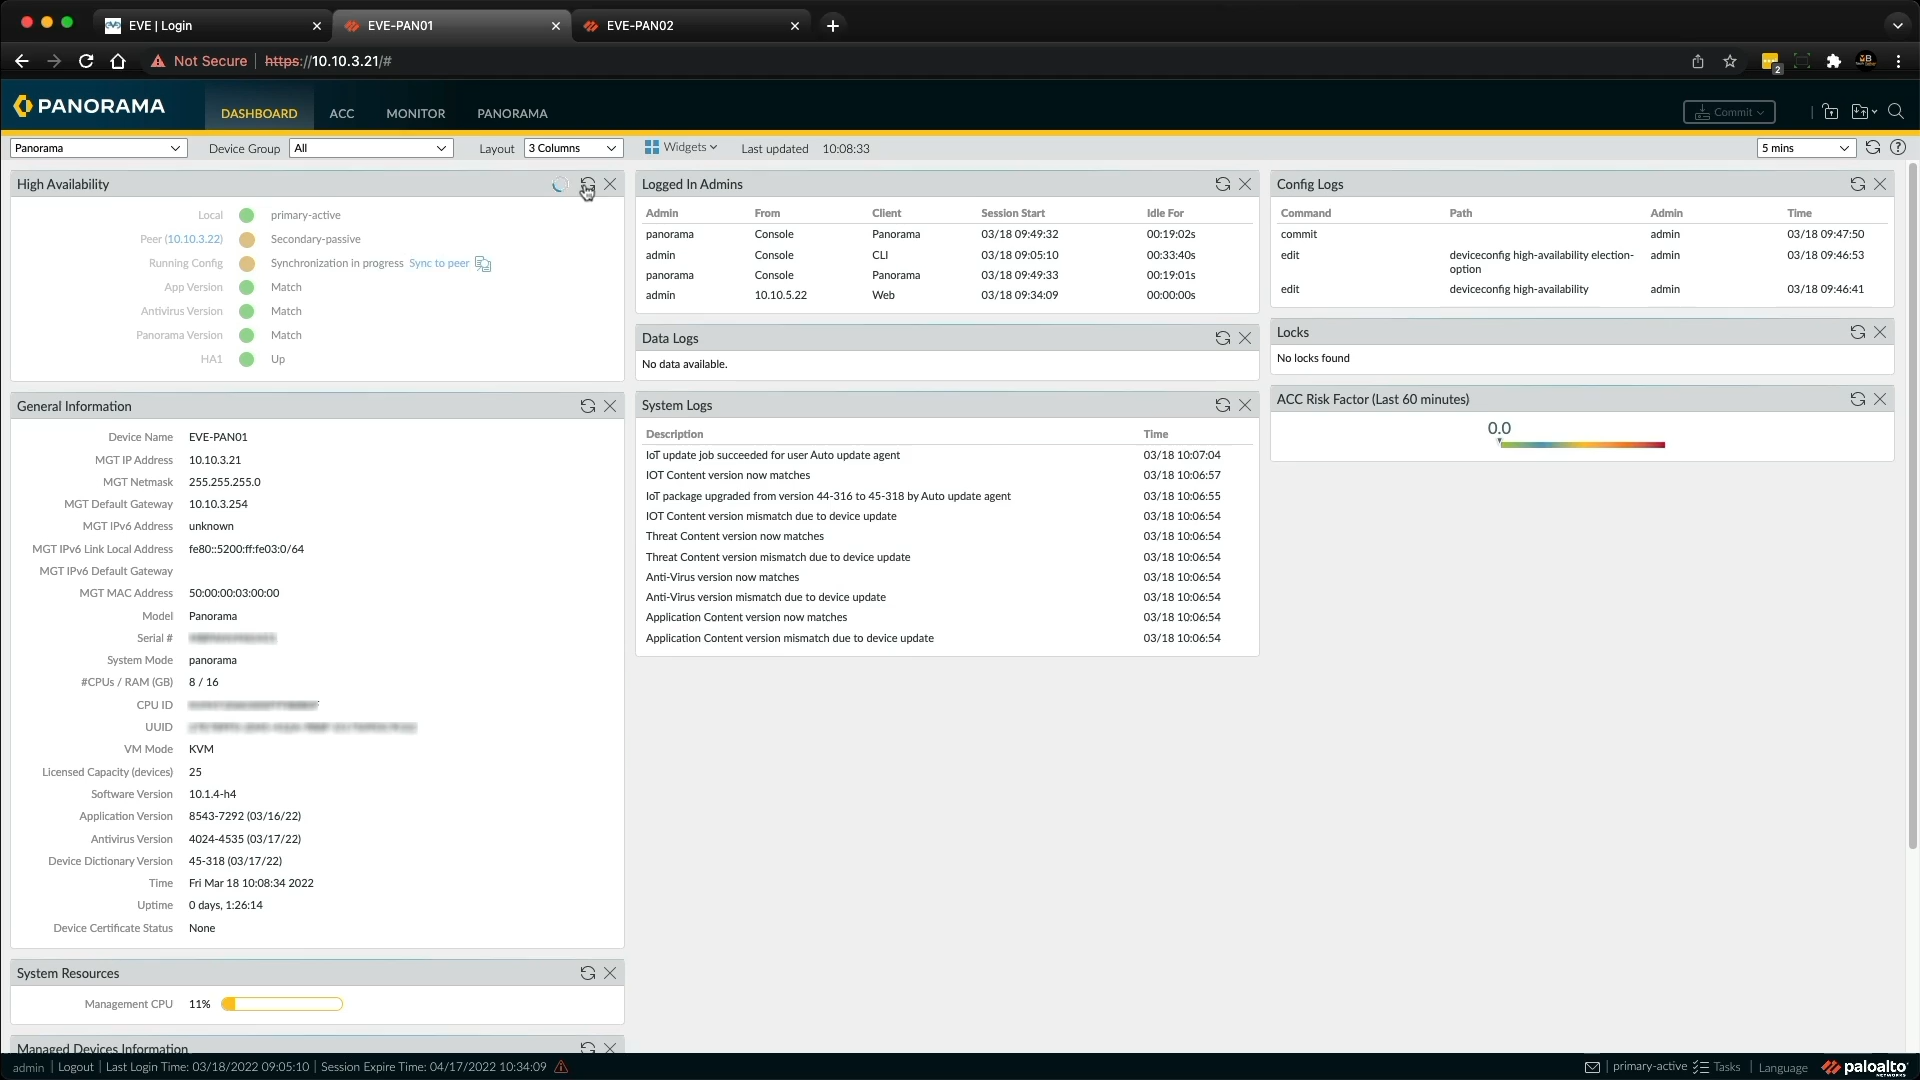 EVE | Login
EVE-PAN01
EVE-PAN02
Not Secure
https://10.10.3.21/#
2
PANORAMA
DASHBOARD
ACC
MONITOR
PANORAMA
Commit
Panorama
Device Group
All
Layout
3 Columns
Widgets
Last updated 10:08:33
5 mins
High Availability
Local primary-active
Peer (10.10.3.22) Secondary-passive
Running Config Synchronization in progress Sync to peer
App Version Match
Antivirus Version Match
Panorama Version Match
HA1 Up
General Information
Device Name EVE-PAN01
MGT IP Address 10.10.3.21
MGT Netmask 255.255.255.0
MGT Default Gateway 10.10.3.254
MGT IPv6 Address unknown
MGT IPv6 Link Local Address fe80::5200:ff:fe03:0/64
MGT IPv6 Default Gateway
MGT MAC Address 50:00:00:03:00:00
Model Panorama
Serial #
System Mode panorama
#CPUs / RAM (GB) 8 / 16
CPU ID
UUID
VM Mode KVM
Licensed Capacity (devices) 25
Software Version 10.1.4-h4
Application Version 8543-7292 (03/16/22)
Antivirus Version 4024-4535 (03/17/22)
Device Dictionary Version 45-318 (03/17/22)
Time Fri Mar 18 10:08:34 2022
Uptime 0 days, 1:26:14
Device Certificate Status None
System Resources
Management CPU 11%
Managed Devices Information
Logged In Admins
Admin From Client Session Start Idle For
panorama Console Panorama 03/18 09:49:32 00:19:02s
admin Console CLI 03/18 09:05:10 00:33:40s
panorama Console Panorama 03/18 09:49:33 00:19:01s
admin 10.10.5.22 Web 03/18 09:34:09 00:00:00s
Data Logs
No data available.
System Logs
Description Time
IoT update job succeeded for user Auto update agent 03/18 10:07:04
IOT Content version now matches 03/18 10:06:57
IoT package upgraded from version 44-316 to 45-318 by Auto update agent 03/18 10:06:55
IOT Content version mismatch due to device update 03/18 10:06:54
Threat Content version now matches 03/18 10:06:54
Threat Content version mismatch due to device update 03/18 10:06:54
Anti-Virus version now matches 03/18 10:06:54
Anti-Virus version mismatch due to device update 03/18 10:06:54
Application Content version now matches 03/18 10:06:54
Application Content version mismatch due to device update 03/18 10:06:54
Config Logs
Command Path Admin Time
commit admin 03/18 09:47:50
edit deviceconfig high-availability election-option admin 03/18 09:46:53
edit deviceconfig high-availability admin 03/18 09:46:41
Locks
No locks found
ACC Risk Factor (Last 60 minutes)
0.0
admin | Logout | Last Login Time: 03/18/2022 09:05:10 | Session Expire Time: 04/17/2022 10:34:09
primary-active Tasks | Language
paloalto
NETWORKS